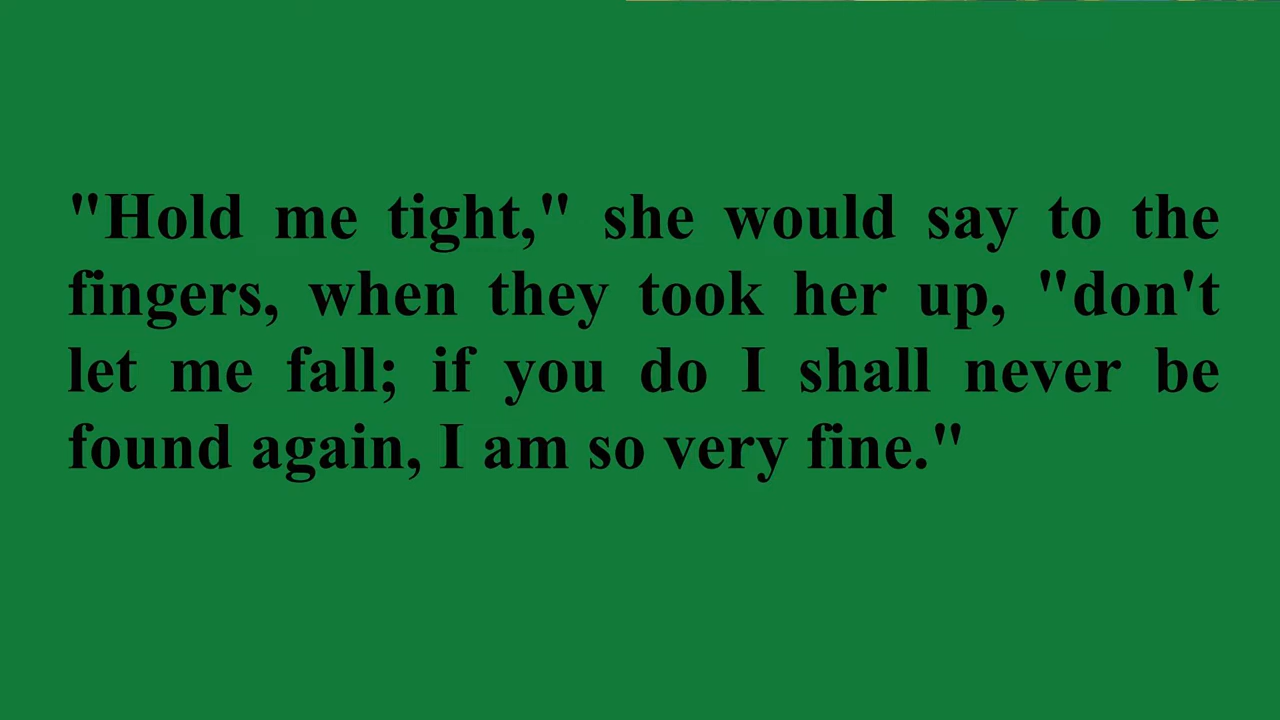 "Hold me tight," she would say to the
fingers, when they took her up, "don't
let me fall; if you do I shall never be
found again, I am so very fine."